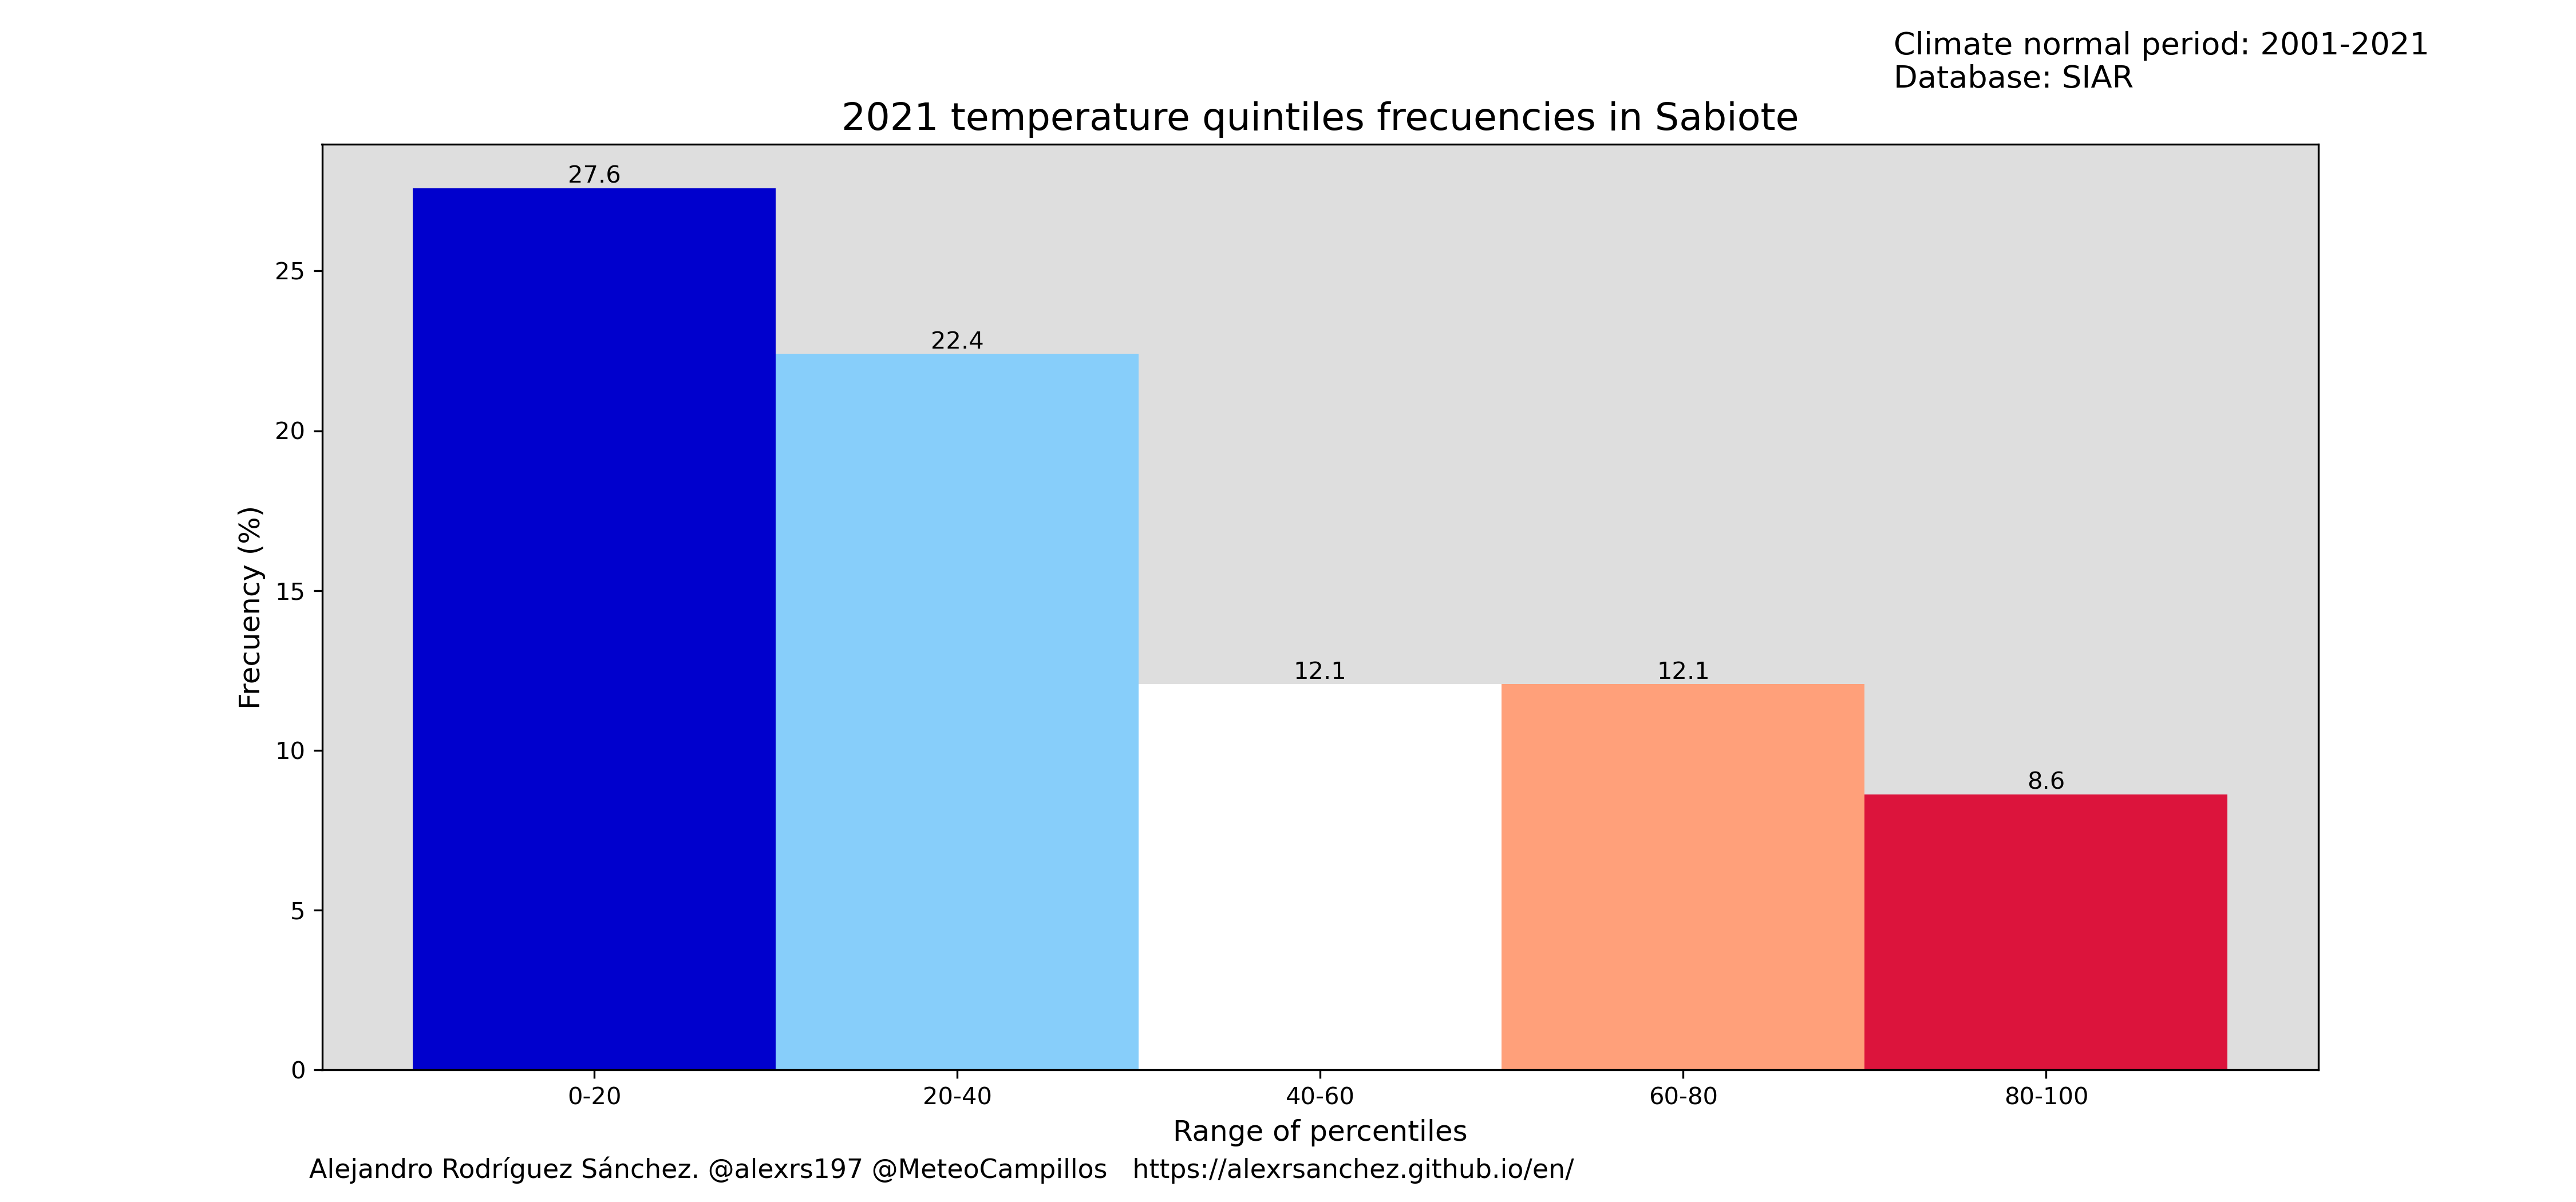 Climate normal period: 2001-2021
Database: SIAR
2021 temperature quintiles frecuencies in Sabiote
27.6
22.4
12.1
12.1
8.6
25
20
15
10
5
0
Frecuency (%)
0-20
20-40
40-60
60-80
80-100
Range of percentiles
Alejandro Rodríguez Sánchez. @alexrs197 @MeteoCampillos https://alexrsanchez.github.io/en/